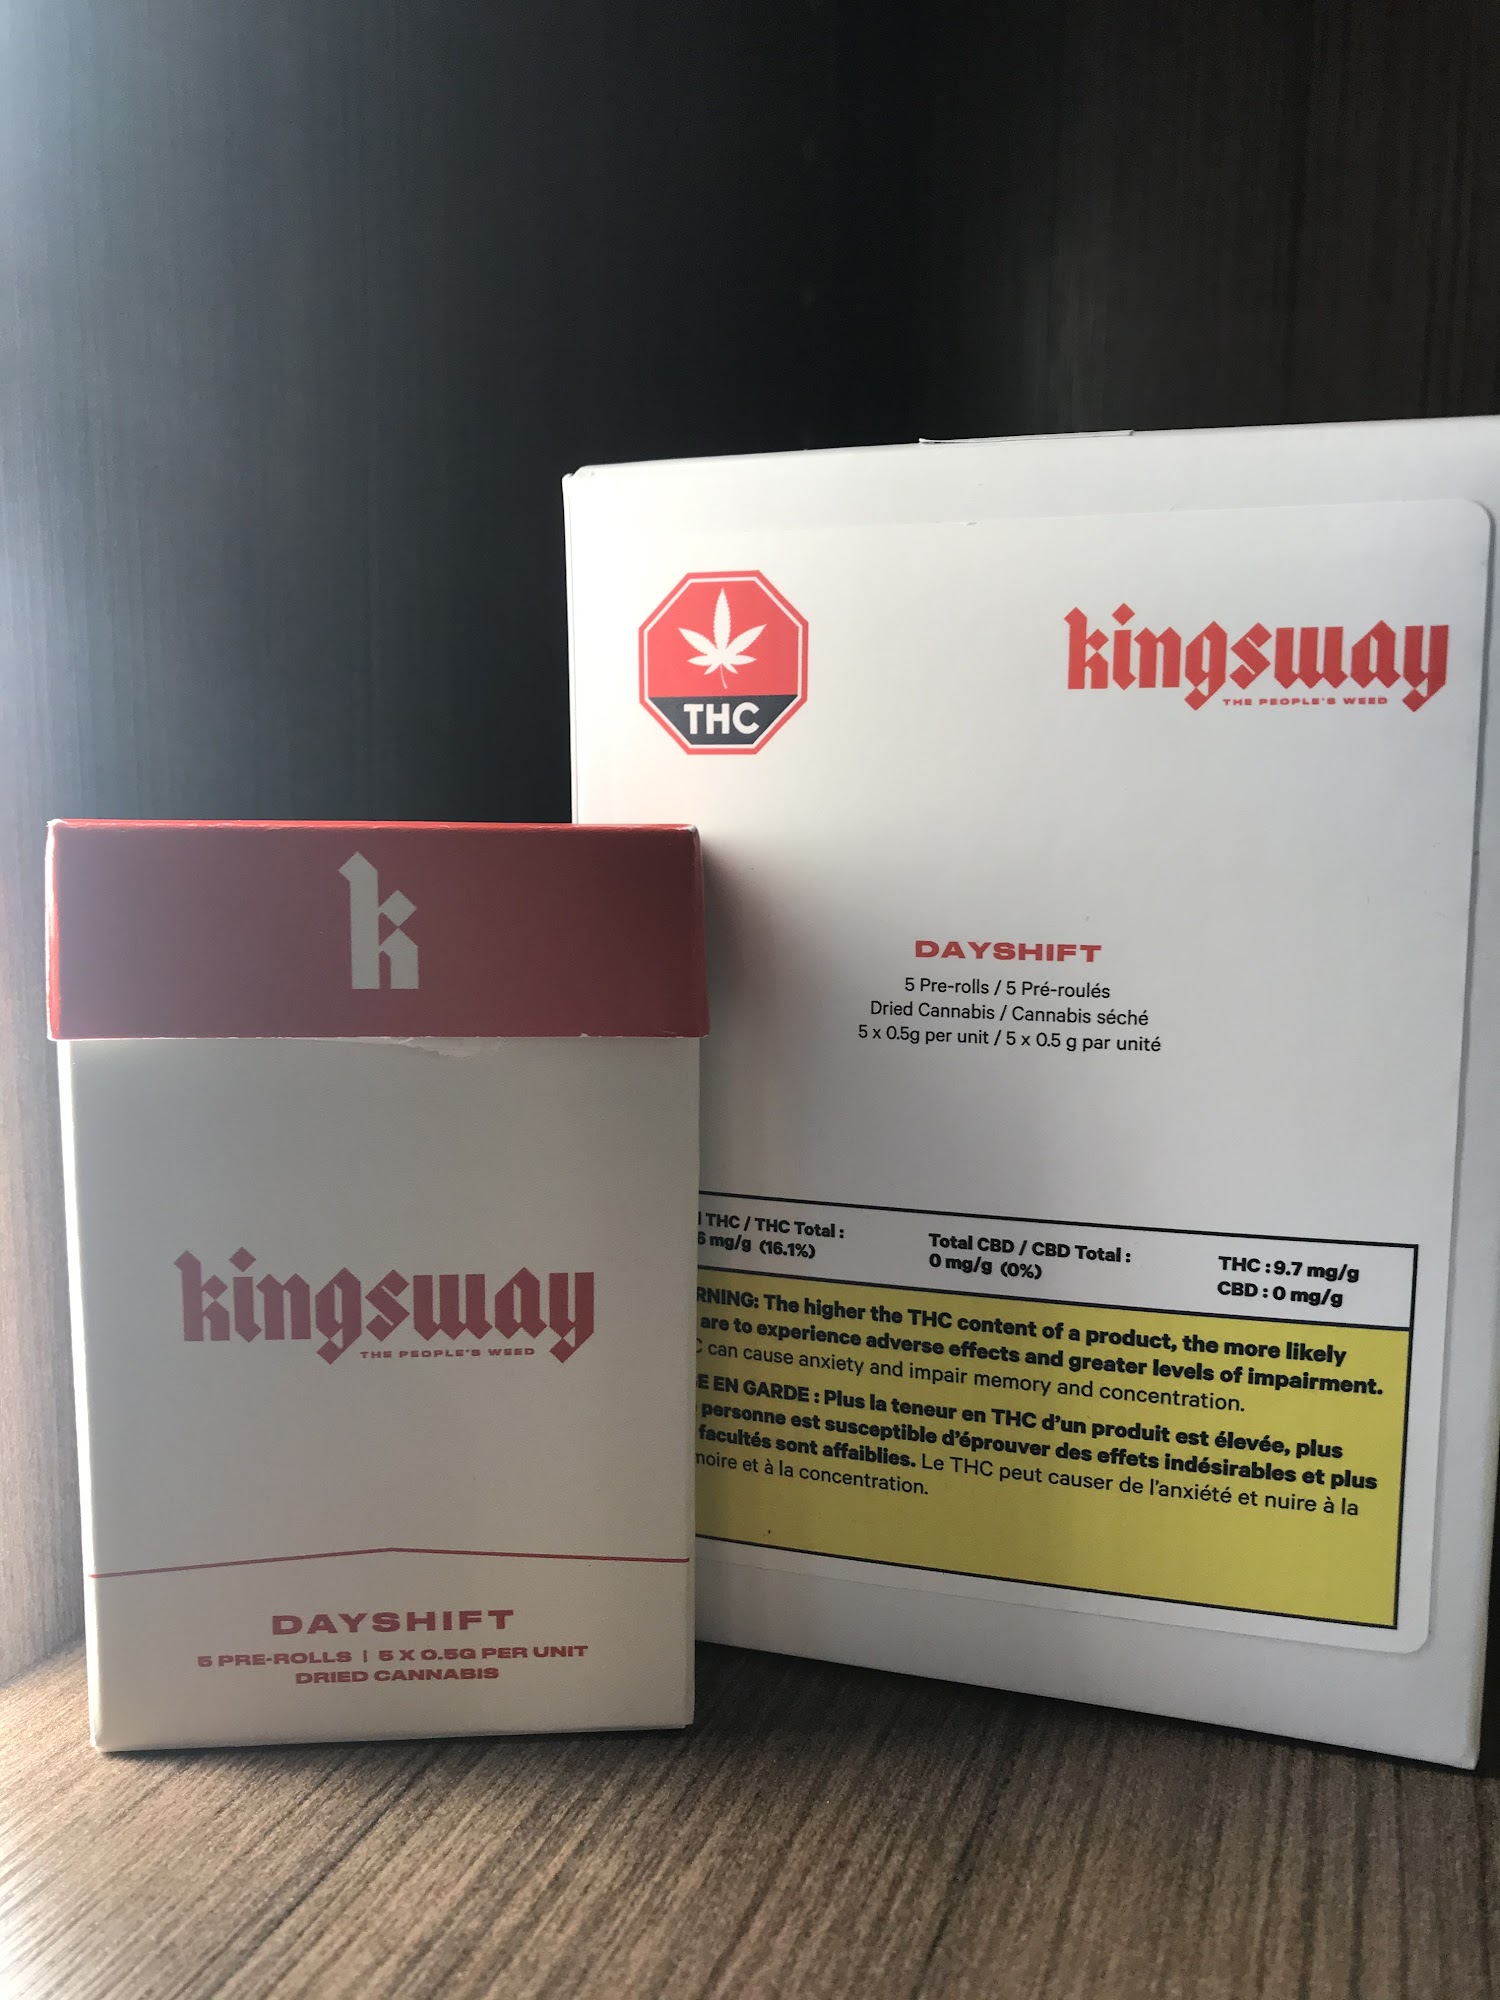 k
kingsway
THE PEOPLE'S WEED
DAYSHIFT
5 PRE-ROLLS | 5 X 0.5G PER UNIT
DRIED CANNABIS
THC
kingsway
THE PEOPLE'S WEED
DAYSHIFT
5 Pre-rolls / 5 Pré-roulés
Dried Cannabis / Cannabis séché
5 x 0.5g per unit / 5 x 0.5 g par unité
THC / THC Total :
mg/g (16.1%)
Total CBD / CBD Total :
0 mg/g (0%)
THC : 9.7 mg/g
CBD : 0 mg/g
The higher the THC content of a product, the more likely
are to experience adverse effects and greater levels of impairment.
can cause anxiety and impair memory and concentration.
EN GARDE : Plus la teneur en THC d'un produit est élevée, plus
personne est susceptible d'éprouver des effets indésirables et plus
facultés sont affaiblies. Le THC peut causer de l'anxiété et nuire à la
et à la concentration.